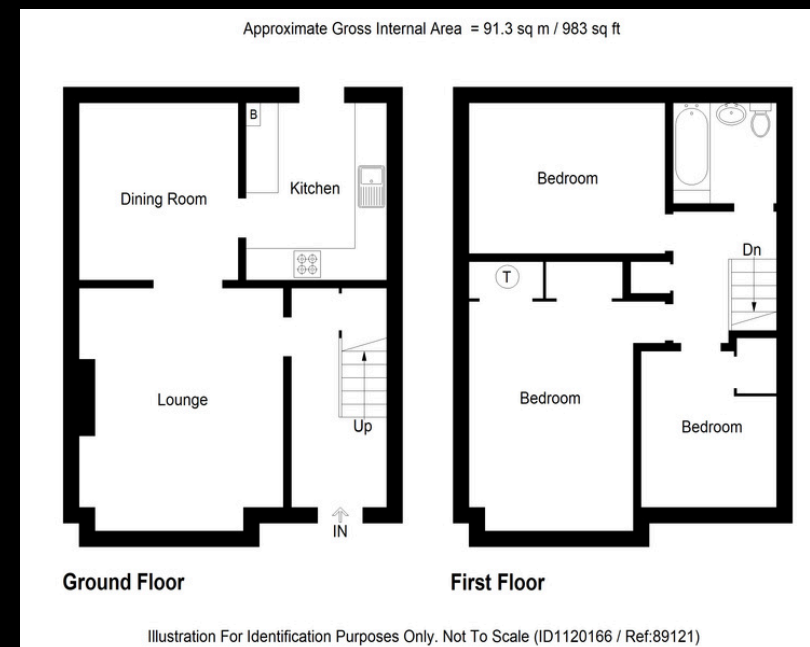 Approximate Gross Internal Area = 91.3 sq m / 983 sq ft
B
Dining Room
Kitchen
Lounge
Up
IN
Ground Floor
Bedroom
Dn
T
Bedroom
Bedroom
First Floor
Illustration For Identification Purposes Only. Not To Scale (ID1120166 / Ref:89121)